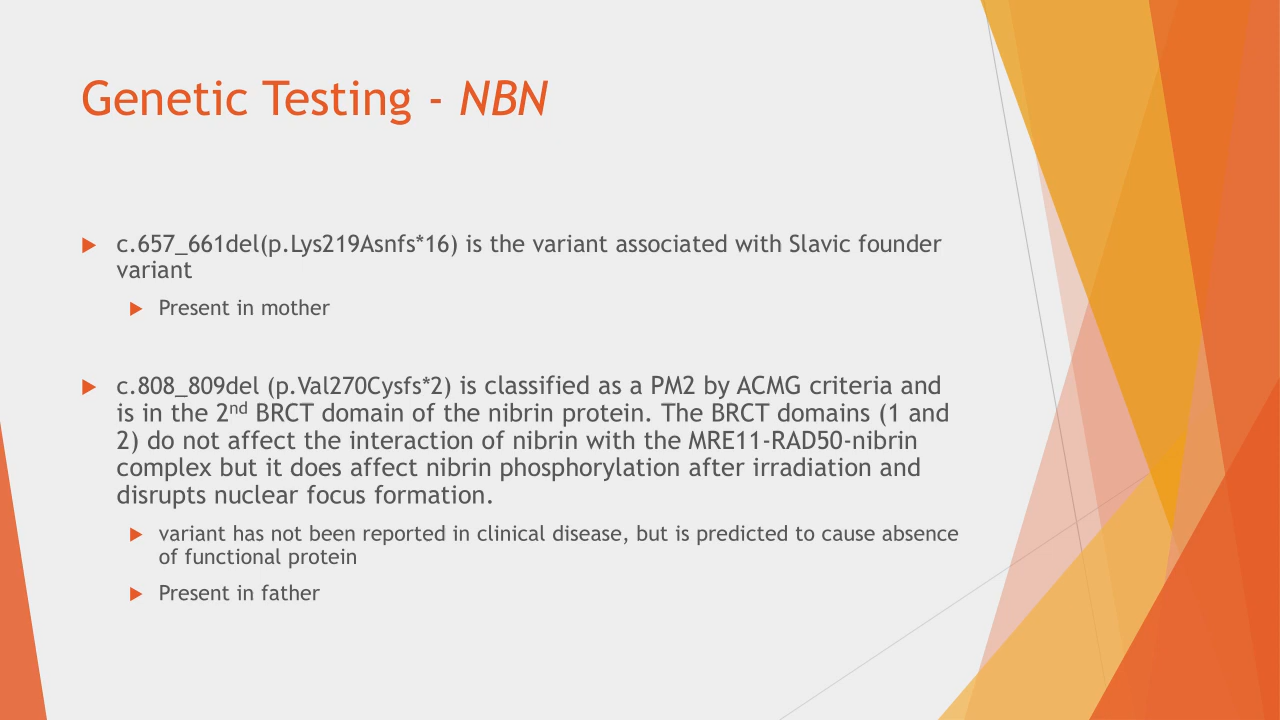 Genetic Testing - NBN
c.657_661del(p.Lys219Asnfs*16) is the variant associated with Slavic founder
variant
Present in mother
c.808_809del (p.Val270Cysfs*2) is classified as a PM2 by ACMG criteria and
is in the 2nd BRCT domain of the nibrin protein. The BRCT domains (1 and
2) do not affect the interaction of nibrin with the MRE11-RAD50-nibrin
complex but it does affect nibrin phosphorylation after irradiation and
disrupts nuclear focus formation.
variant has not been reported in clinical disease, but is predicted to cause absence
of functional protein
Present in father